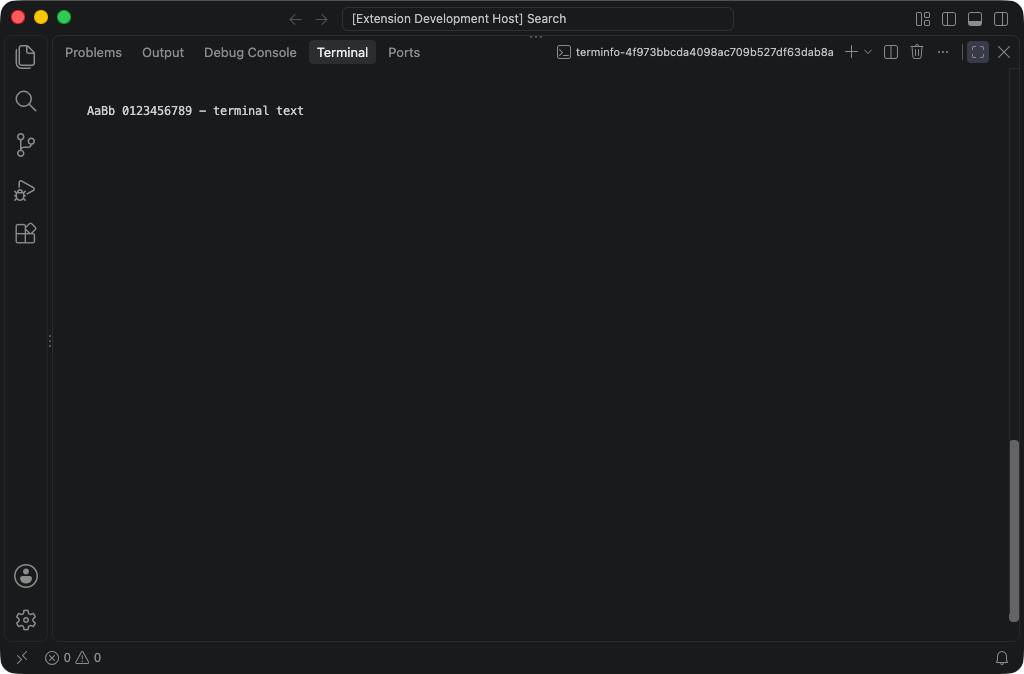 [Extension Development Host] Search
Problems Output Debug Console Terminal Ports terminfo-4f973bbcda4098ac709b527df63dab8a
AaBb 0123456789 – terminal text
0 0